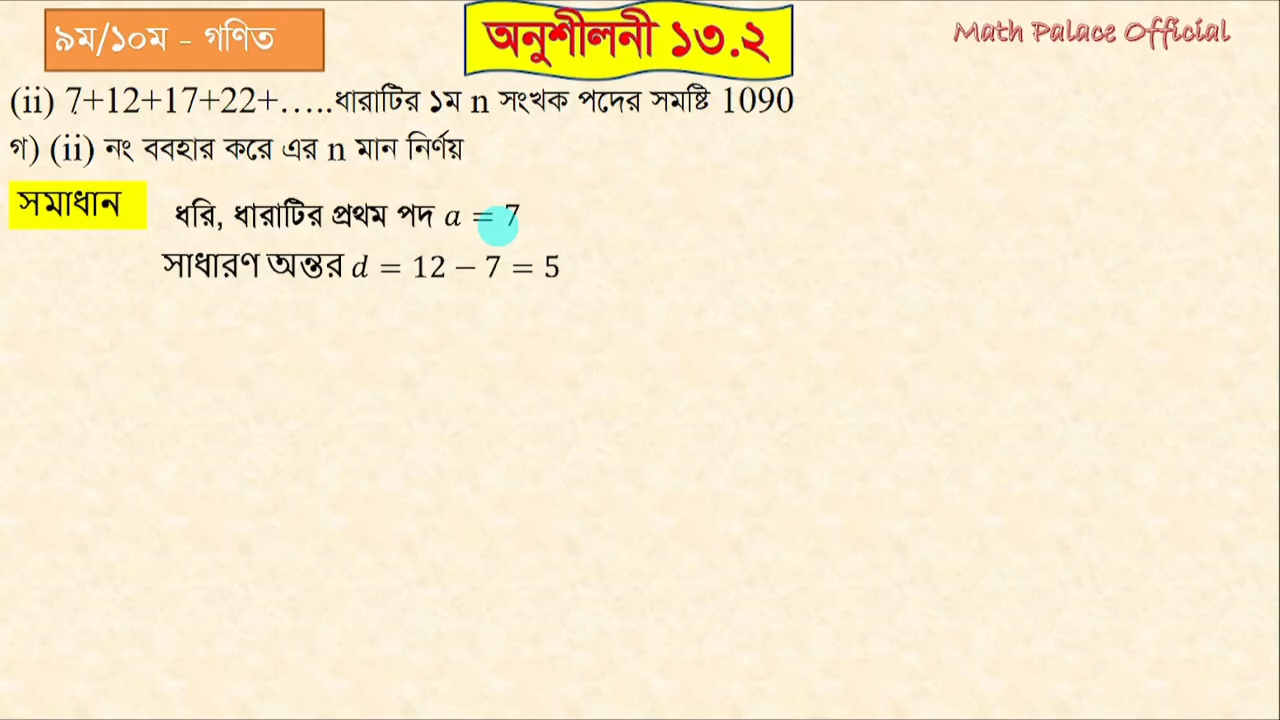 ৯ম/১০ম - গণিত
অনুশীলনী ১৩.২
Math Palace Official
(ii) 7+12+17+22+…..ধারাটির ১ম n সংখক পদের সমষ্টি 1090
গ) (ii) নং ববহার করে এর n মান নির্ণয়
সমাধান
ধরি, ধারাটির প্রথম পদ a = 7
সাধারণ অন্তর d = 12 − 7 = 5